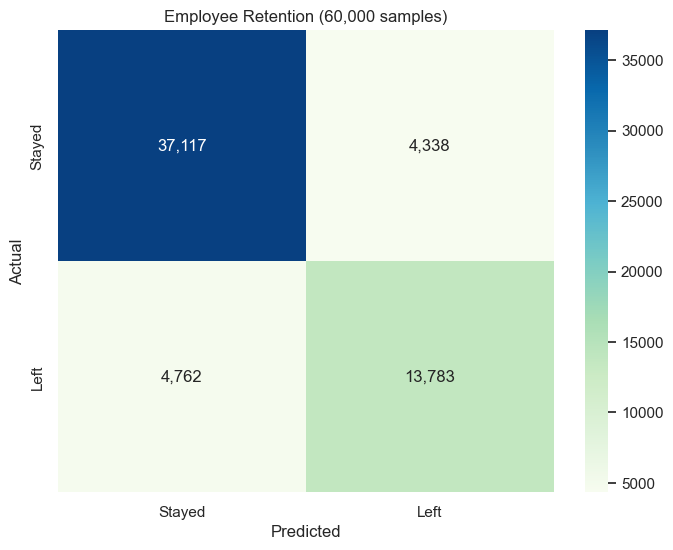 Employee Retention (60,000 samples)
Actual
Stayed
37,117
4,338
Left
4,762
13,783
Stayed
Left
Predicted
35000
30000
25000
20000
15000
10000
5000